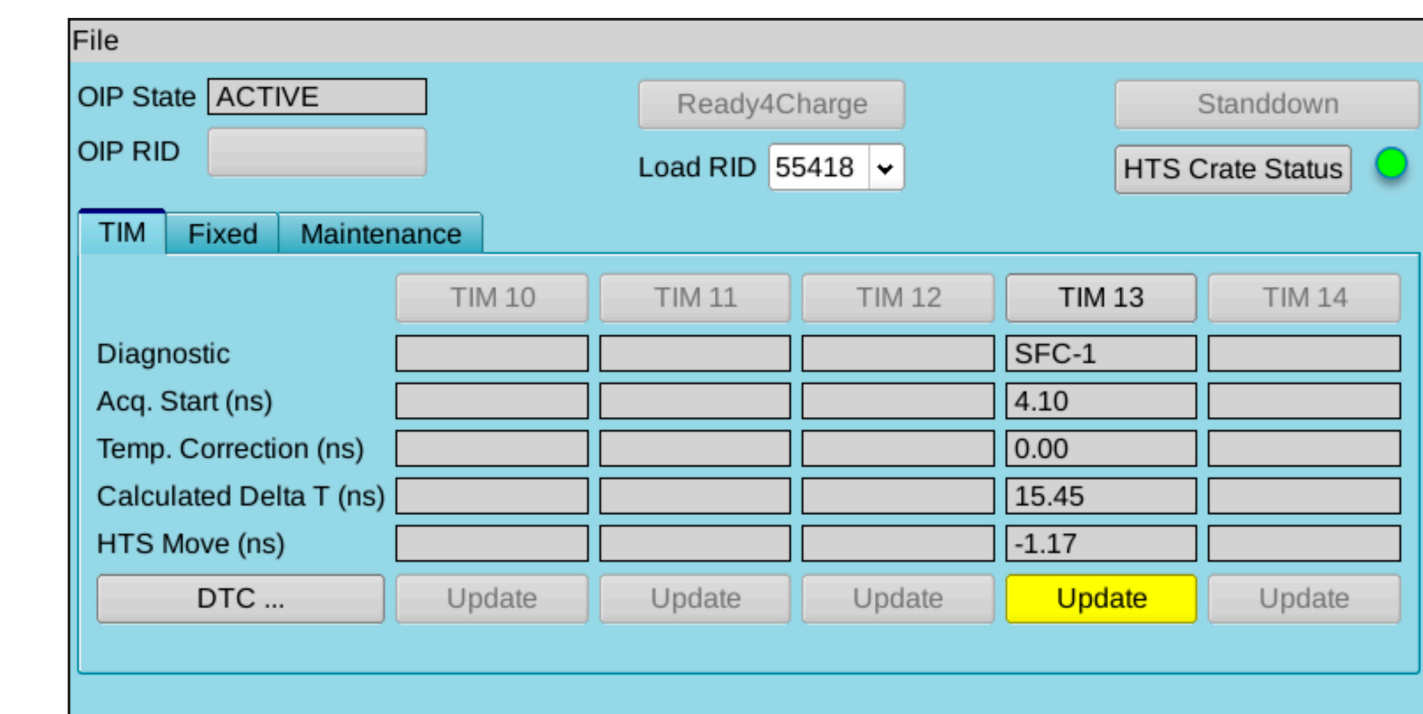 File
OIP State ACTIVE Ready4Charge Standdown
OIP RID Load RID 55418 HTS Crate Status
TIM Fixed Maintenance
TIM 10 TIM 11 TIM 12 TIM 13 TIM 14
Diagnostic SFC-1
Acq. Start (ns) 4.10
Temp. Correction (ns) 0.00
Calculated Delta T (ns) 15.45
HTS Move (ns) -1.17
DTC ... Update Update Update Update Update